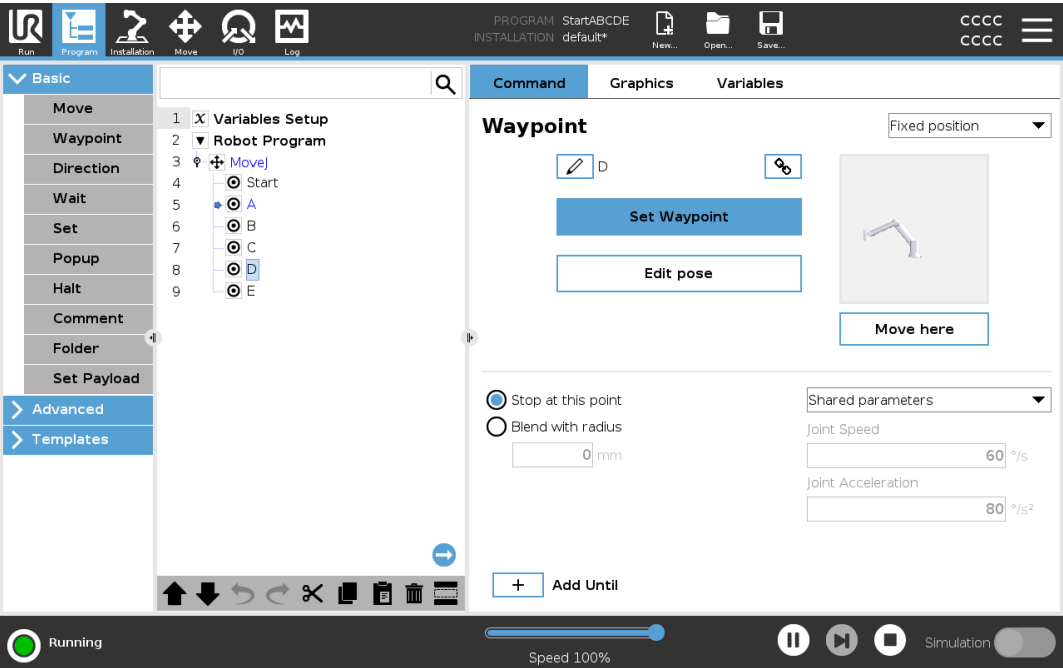 UR
PROGRAM StartABCDE
INSTALLATION default*
CCCC
CCCC
Run Program Installation Move I/O Log New... Open... Save...
Basic
Move
Waypoint
Direction
Wait
Set
Popup
Halt
Comment
Folder
Set Payload
Advanced
Templates
1 X Variables Setup
2 Robot Program
3 MoveJ
4 Start
5 A
6 B
7 C
8 D
9 E
Command Graphics Variables
Waypoint
Fixed position
D
Set Waypoint
Edit pose
Move here
Stop at this point
Blend with radius
0 mm
Shared parameters
Joint Speed
60 °/s
Joint Acceleration
80 °/s²
+ Add Until
Running
Speed 100%
Simulation